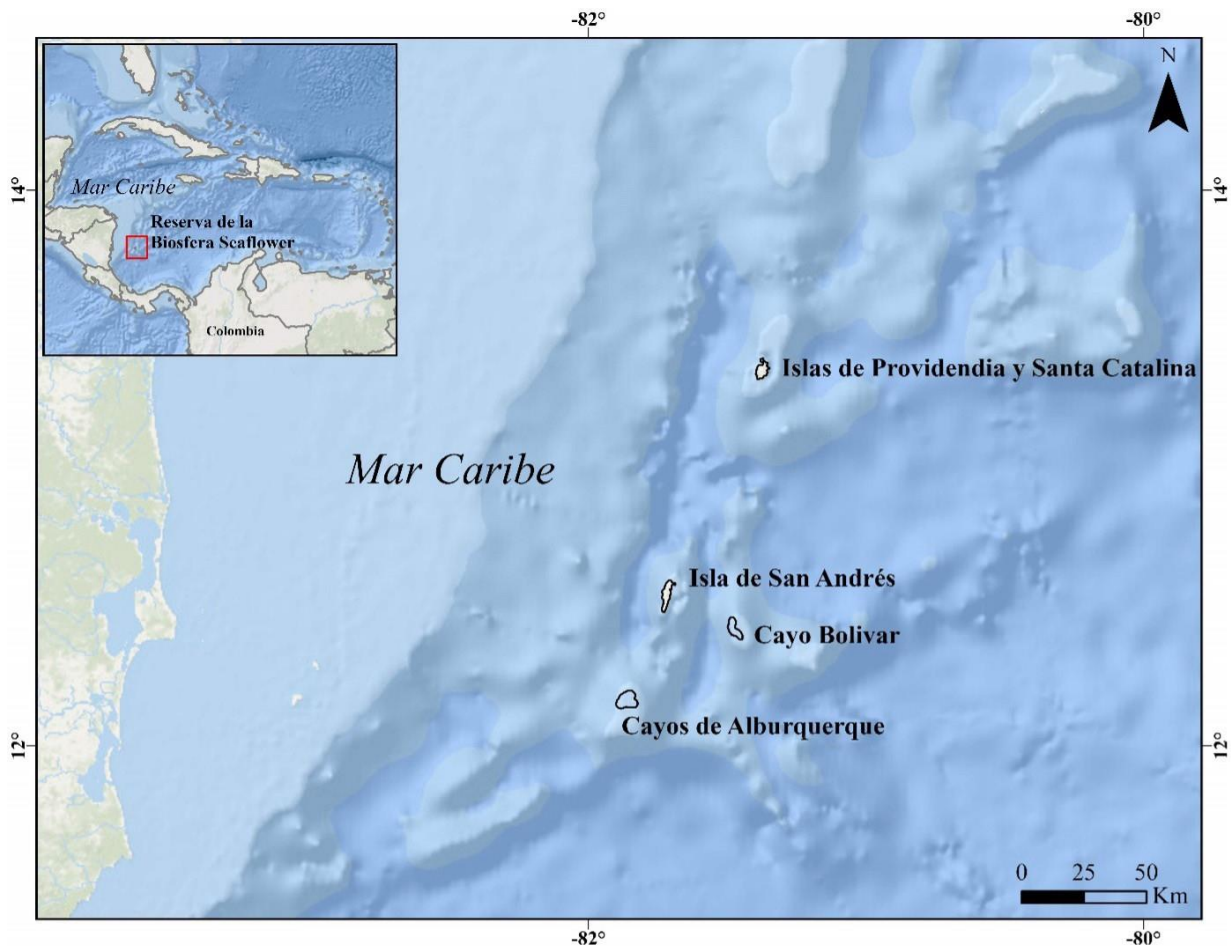 -82°
-80°
N
14°
14°
Mar Caribe
Reserva de la
Biosfera Seaflower
Colombia
Islas de Providendia y Santa Catalina
Mar Caribe
Isla de San Andrés
Cayo Bolivar
Cayos de Alburquerque
12°
12°
0 25 50
Km
-82°
-80°